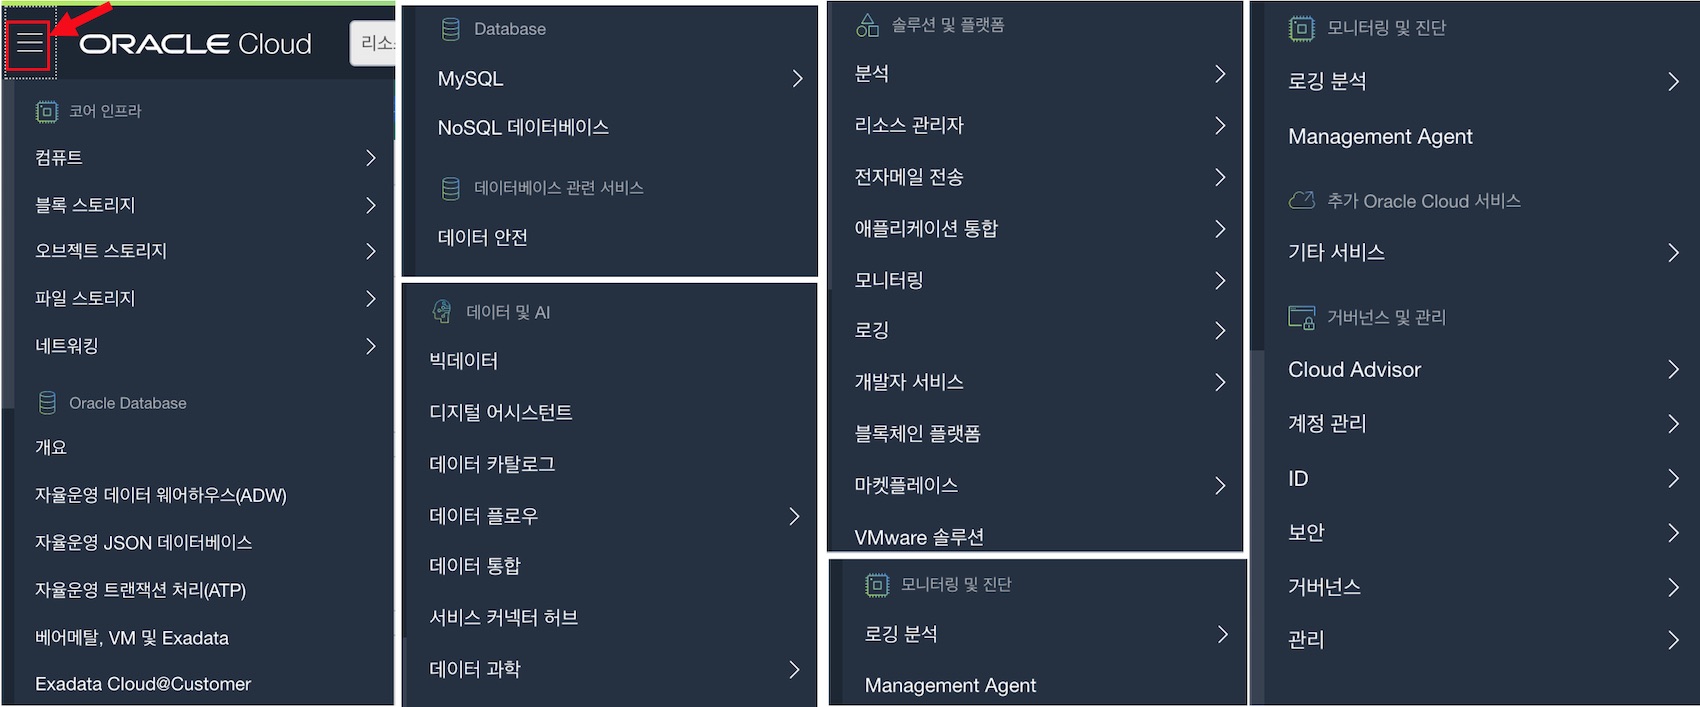 ORACLE Cloud
리소
코어 인프라
컴퓨트
블록 스토리지
오브젝트 스토리지
파일 스토리지
네트워킹
Oracle Database
개요
자율운영 데이터 웨어하우스(ADW)
자율운영 JSON 데이터베이스
자율운영 트랜잭션 처리(ATP)
베어메탈, VM 및 Exadata
Exadata Cloud@Customer
Database
MySQL
NoSQL 데이터베이스
데이터베이스 관련 서비스
데이터 안전
데이터 및 AI
빅데이터
디지털 어시스턴트
데이터 카탈로그
데이터 플로우
데이터 통합
서비스 커넥터 허브
데이터 과학
솔루션 및 플랫폼
분석
리소스 관리자
전자메일 전송
애플리케이션 통합
모니터링
로깅
개발자 서비스
블록체인 플랫폼
마켓플레이스
VMware 솔루션
모니터링 및 진단
로깅 분석
Management Agent
모니터링 및 진단
로깅 분석
Management Agent
추가 Oracle Cloud 서비스
기타 서비스
거버넌스 및 관리
Cloud Advisor
계정 관리
ID
보안
거버넌스
관리